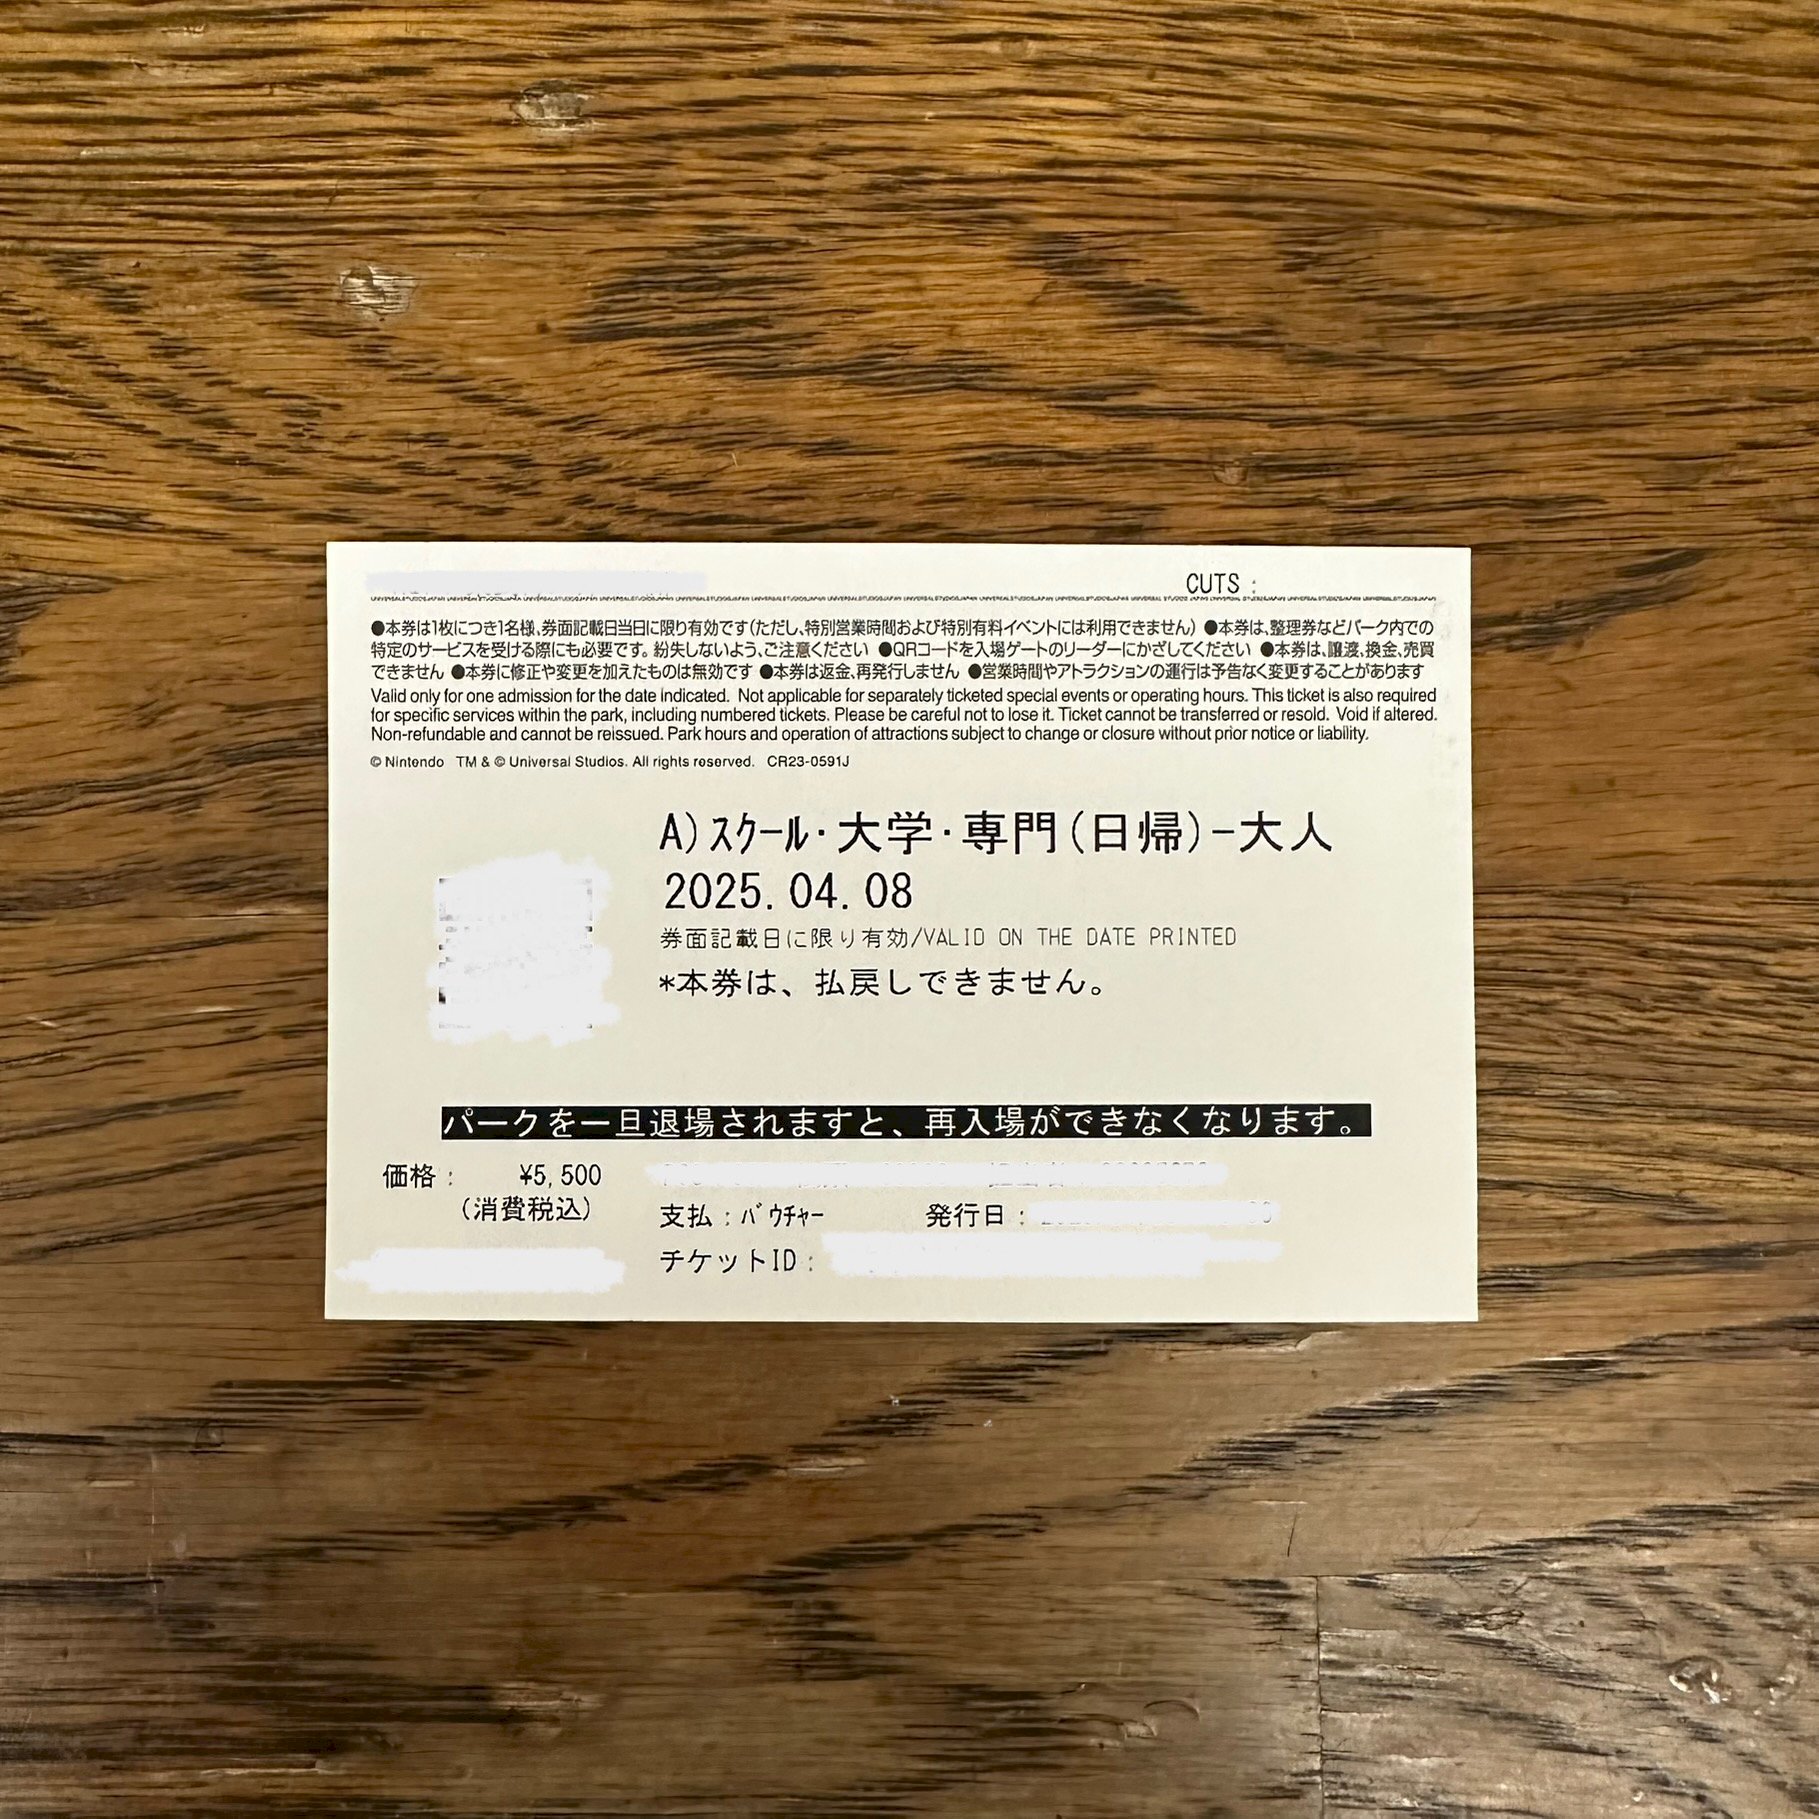 CUTS :
●本券は1枚につき1名様、券面記載日当日に限り有効です(ただし、特別営業時間および特別有料イベントには利用できません) ●本券は、整理券などパーク内での
特定のサービスを受ける際にも必要です。紛失しないよう、ご注意ください ●QRコードを入場ゲートのリーダーにかざしてください ●本券は、譲渡、換金、売買
できません ●本券に修正や変更を加えたものは無効です ●本券は返金、再発行しません ●営業時間やアトラクションの運行は予告なく変更することがあります
Valid only for one admission for the date indicated. Not applicable for separately ticketed special events or operating hours. This ticket is also required
for specific services within the park, including numbered tickets. Please be careful not to lose it. Ticket cannot be transferred or resold. Void if altered.
Non-refundable and cannot be reissued. Park hours and operation of attractions subject to change or closure without prior notice or liability.
© Nintendo TM & © Universal Studios. All rights reserved. CR23-0591J
A)ｽｸｰﾙ・大学・専門(日帰)-大人
2025.04.08
券面記載日に限り有効/VALID ON THE DATE PRINTED
*本券は、払戻しできません。
パークを一旦退場されますと、再入場ができなくなります。
価格： ¥5,500
(消費税込)
支払：ﾊﾞｳﾁｬｰ 発行日：
チケットID：